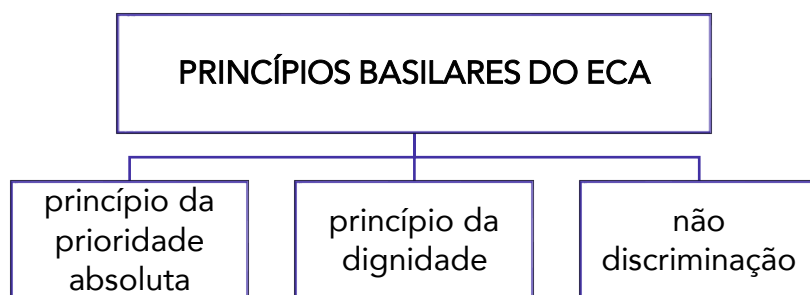 PRINCÍPIOS BASILARES DO ECA
princípio da
prioridade
absoluta
princípio da
dignidade
não
discriminação